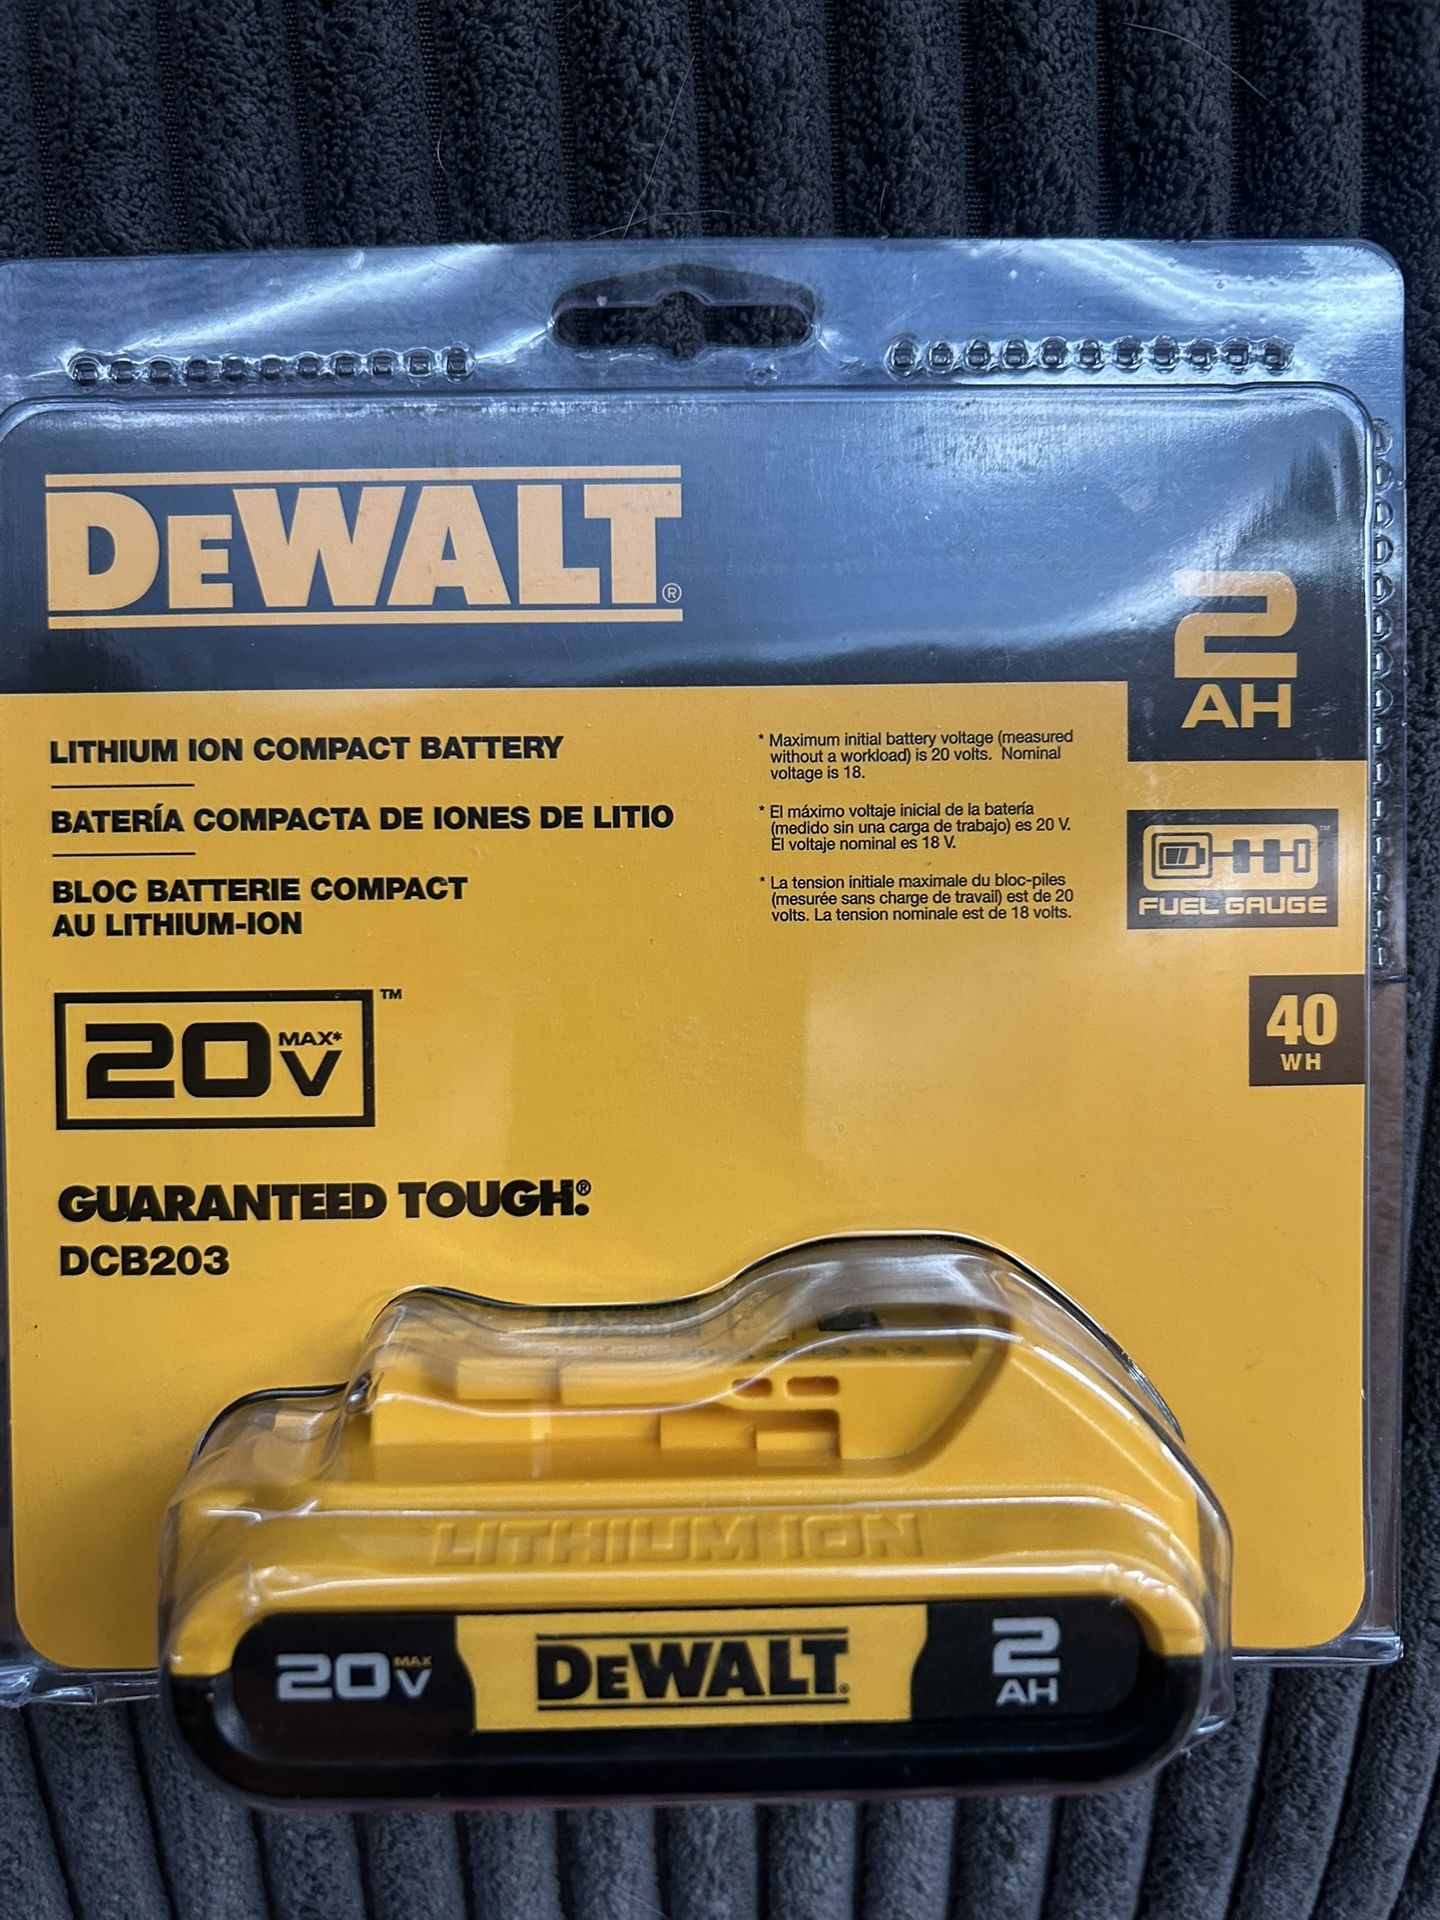 DEWALT®
2
AH
LITHIUM ION COMPACT BATTERY
BATERÍA COMPACTA DE IONES DE LITIO
BLOC BATTERIE COMPACT
AU LITHIUM-ION
* Maximum initial battery voltage (measured
without a workload) is 20 volts. Nominal
voltage is 18.
* El máximo voltaje inicial de la batería
(medido sin una carga de trabajo) es 20 V.
El voltaje nominal es 18 V.
* La tension initiale maximale du bloc-piles
(mesurée sans charge de travail) est de 20
volts. La tension nominale est de 18 volts.
™
FUEL GAUGE
40
WH
20V MAX*™
GUARANTEED TOUGH.®
DCB203
LITHIUM ION
20V MAX
DEWALT®
2
AH